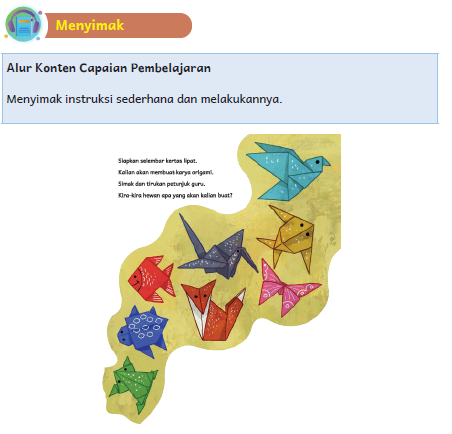 Menyimak
Alur Konten Capaian Pembelajaran
Menyimak instruksi sederhana dan melakukannya.
Siapkan selembar kertas lipat.
Kalian akan membuat karya origami.
Simak dan tirukan petunjuk guru.
Kira-kira hewan apa yang akan kalian buat?